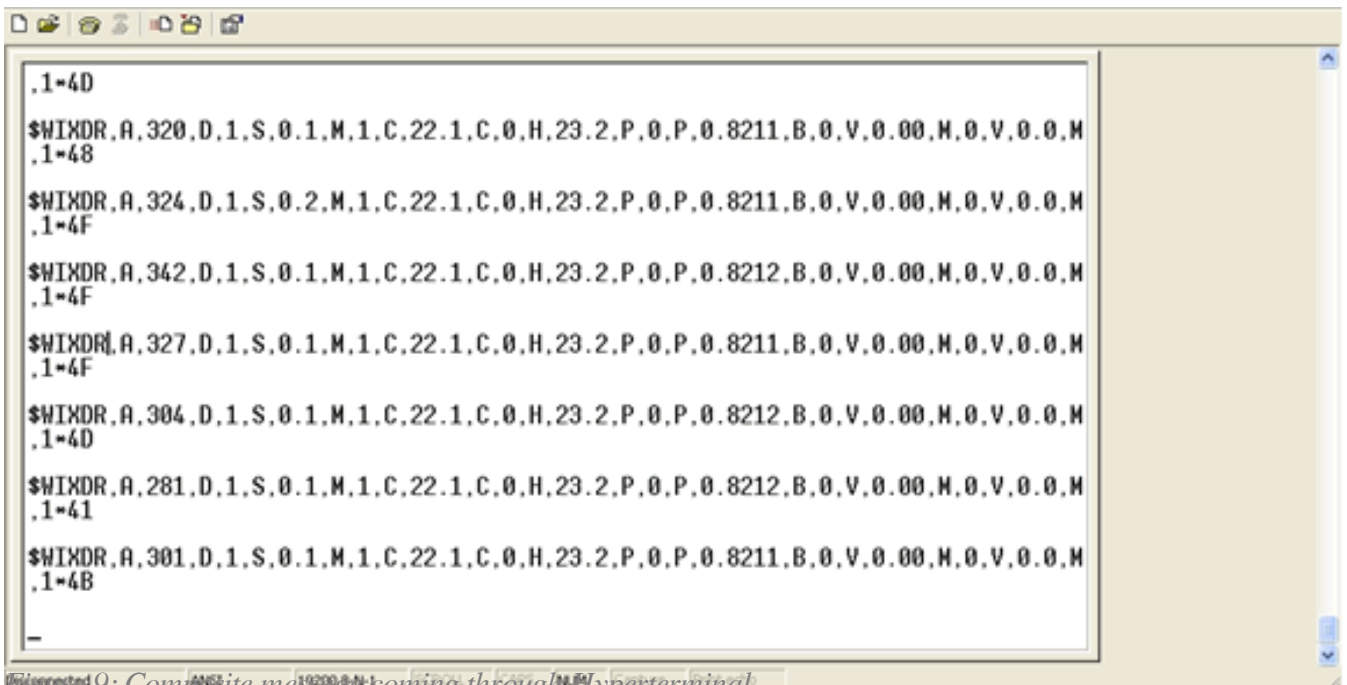 ,1*4D
$WIXDR,A,320,D,1,S,0.1,M,1,C,22.1,C,0,H,23.2,P,0,P,0.8211,B,0,V,0.00,M,0,V,0.0,M
,1*48
$WIXDR,A,324,D,1,S,0.2,M,1,C,22.1,C,0,H,23.2,P,0,P,0.8211,B,0,V,0.00,M,0,V,0.0,M
,1*4F
$WIXDR,A,342,D,1,S,0.1,M,1,C,22.1,C,0,H,23.2,P,0,P,0.8212,B,0,V,0.00,M,0,V,0.0,M
,1*4F
$WIXDR,A,327,D,1,S,0.1,M,1,C,22.1,C,0,H,23.2,P,0,P,0.8211,B,0,V,0.00,M,0,V,0.0,M
,1*4F
$WIXDR,A,304,D,1,S,0.1,M,1,C,22.1,C,0,H,23.2,P,0,P,0.8212,B,0,V,0.00,M,0,V,0.0,M
,1*4D
$WIXDR,A,281,D,1,S,0.1,M,1,C,22.1,C,0,H,23.2,P,0,P,0.8212,B,0,V,0.00,M,0,V,0.0,M
,1*41
$WIXDR,A,301,D,1,S,0.1,M,1,C,22.1,C,0,H,23.2,P,0,P,0.8211,B,0,V,0.00,M,0,V,0.0,M
,1*4B
_
9: coming through Hyperterminal